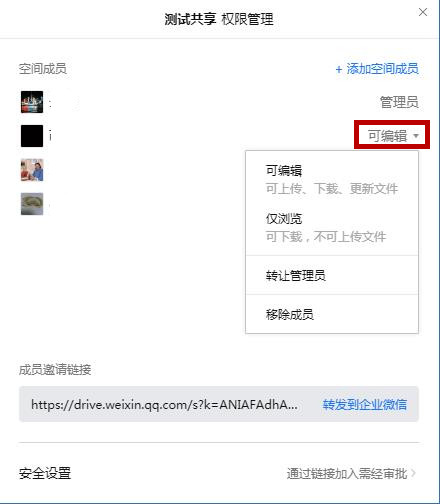 测试共享 权限管理
空间成员
+ 添加空间成员
管理员
可编辑
可编辑
可上传、下载、更新文件
仅浏览
可下载，不可上传文件
转让管理员
移除成员
成员邀请链接
https://drive.weixin.qq.com/s?k=ANIAFAdhA... 转发到企业微信
安全设置
通过链接加入需经审批